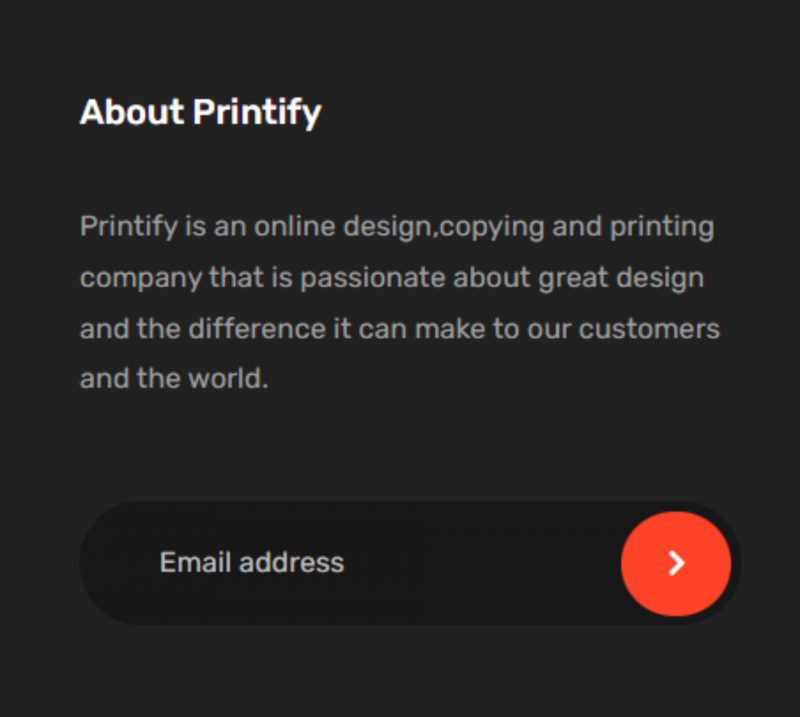 About Printify
Printify is an online design,copying and printing
company that is passionate about great design
and the difference it can make to our customers
and the world.
Email address